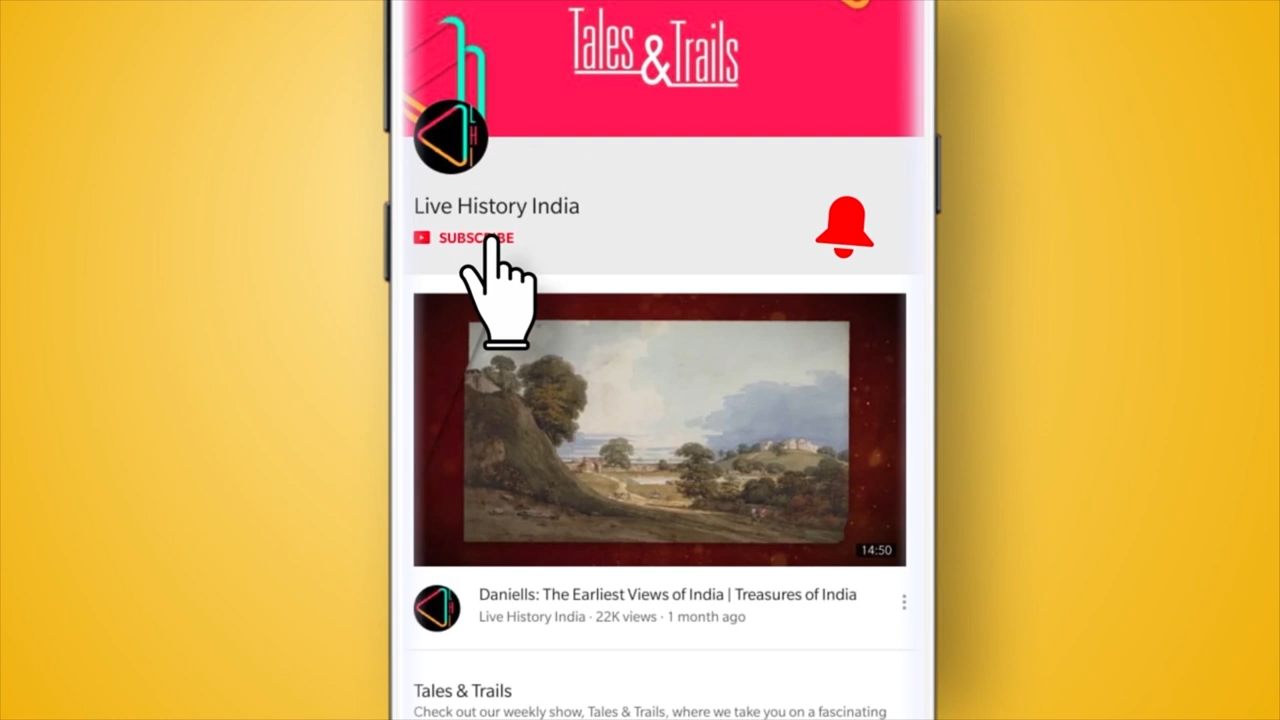 Tales & Trails
LHI
Live History India
SUBSCRIBE
14:50
Daniells: The Earliest Views of India | Treasures of India
Live History India · 22K views · 1 month ago
Tales & Trails
Check out our weekly show, Tales & Trails, where we take you on a fascinating